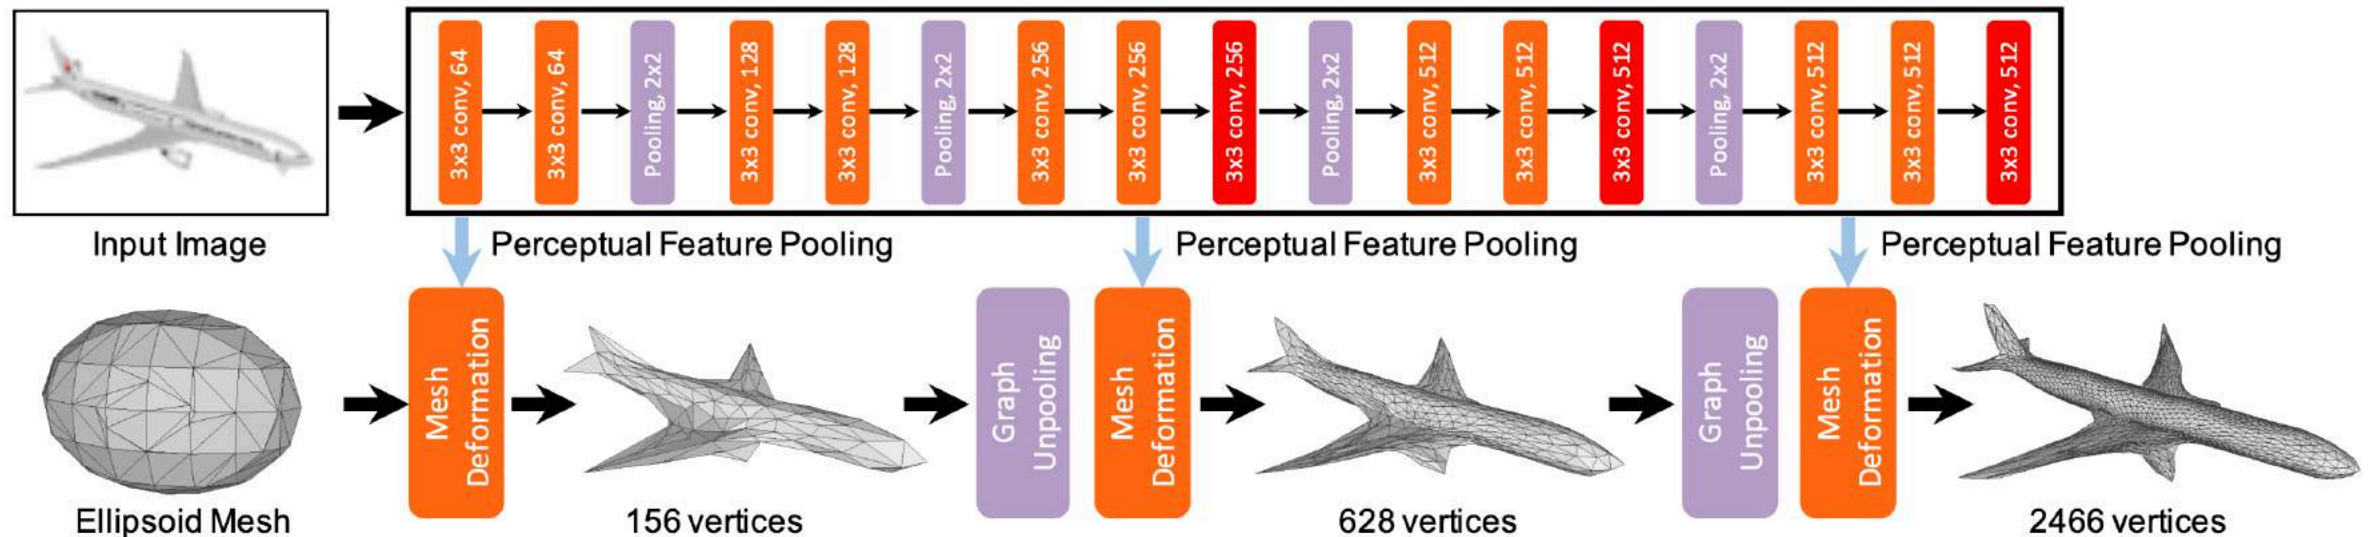 3x3 conv, 64
3x3 conv, 64
Pooling, 2x2
3x3 conv, 128
3x3 conv, 128
Pooling, 2x2
3x3 conv, 256
3x3 conv, 256
3x3 conv, 256
Pooling, 2x2
3x3 conv, 512
3x3 conv, 512
3x3 conv, 512
Pooling, 2x2
3x3 conv, 512
3x3 conv, 512
3x3 conv, 512
Input Image
Perceptual Feature Pooling
Perceptual Feature Pooling
Perceptual Feature Pooling
Mesh
Deformation
Graph
Unpooling
Mesh
Deformation
Graph
Unpooling
Mesh
Deformation
Ellipsoid Mesh
156 vertices
628 vertices
2466 vertices